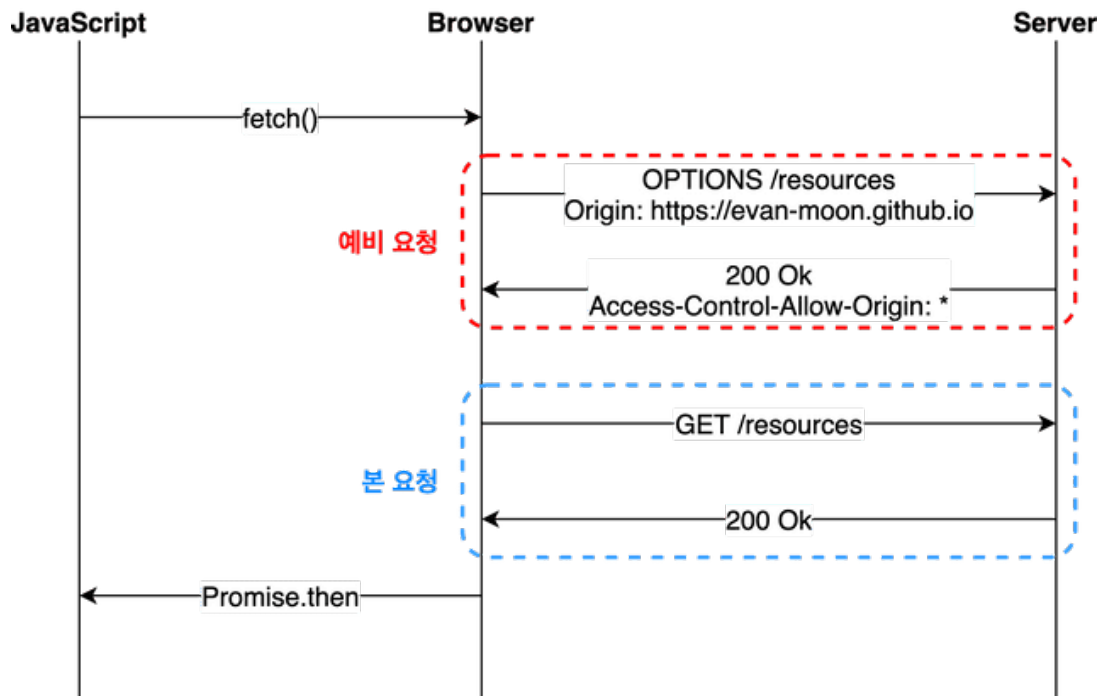 JavaScript
Browser
Server
fetch()
OPTIONS /resources
Origin: https://evan-moon.github.io
예비 요청
200 Ok
Access-Control-Allow-Origin: *
GET /resources
본 요청
200 Ok
Promise.then